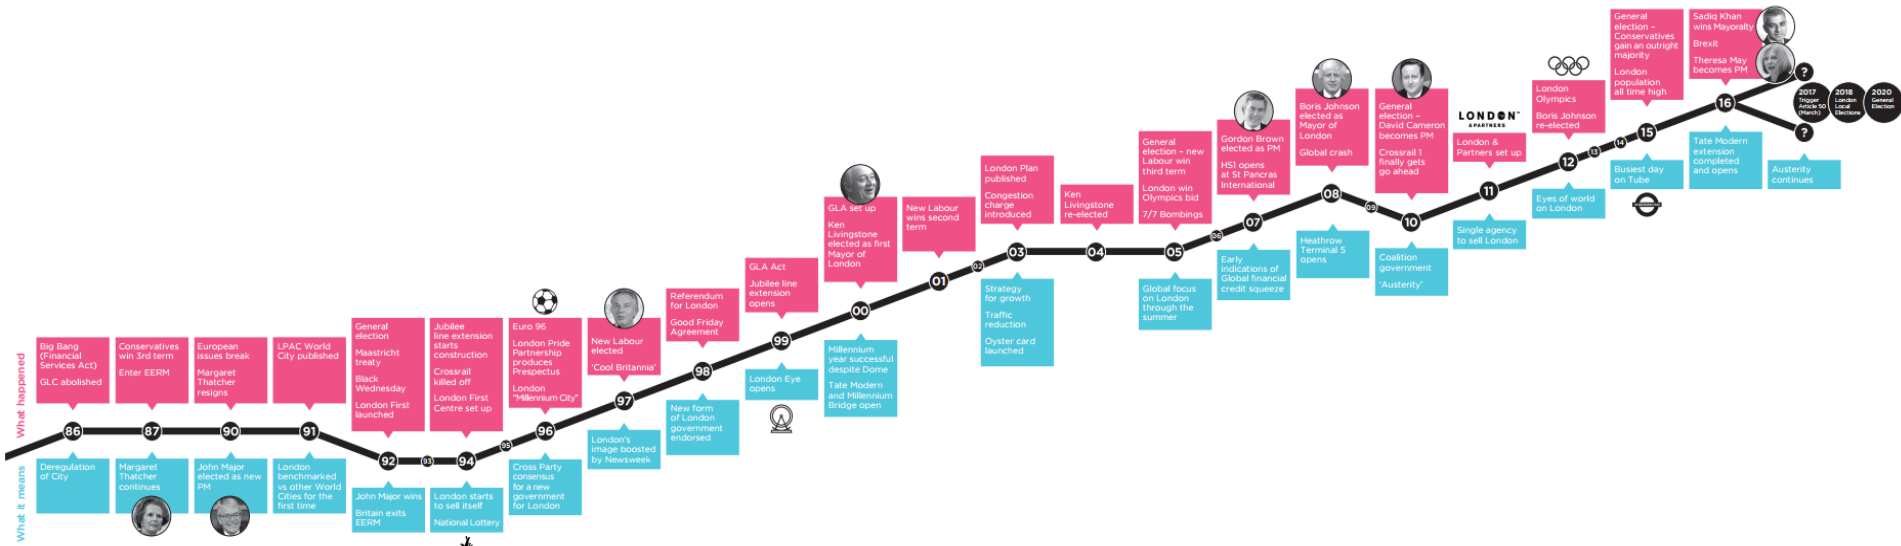 What happened
What it means
Big Bang
(Financial
Services Act)
GLC abolished
86
Deregulation
of City
Conservatives
win 3rd term
Enter EERM
87
Margaret
Thatcher
continues
European
issues break
Margaret
Thatcher
resigns
90
John Major
elected as new
PM
LPAC World
City published
91
London
benchmarked
vs other World
Cities for the
first time
General
election
Maastricht
treaty
Black
Wednesday
London First
launched
92
John Major wins
Britain exits
EERM
93
Jubilee
line extension
starts
construction
Crossrail
killed off
London First
Centre set up
94
London starts
to sell itself
National Lottery
95
Euro 96
London Pride
Partnership
produces
Prespectus
London
"Millennium City"
96
Cross Party
consensus
for a new
government
for London
New Labour
elected
'Cool Britannia'
97
London's
image boosted
by Newsweek
Referendum
for London
Good Friday
Agreement
98
New form
of London
government
endorsed
GLA Act
Jubilee line
extension
opens
99
London Eye
opens
GLA set up
Ken
Livingstone
elected as first
Mayor of
London
00
Millennium
year successful
despite Dome
Tate Modern
and Millennium
Bridge open
New Labour
wins second
term
01
02
London Plan
published
Congestion
charge
introduced
03
Strategy
for growth
Traffic
reduction
Oyster card
launched
Ken
Livingstone
re-elected
04
General
election – new
Labour win
third term
London win
Olympics bid
7/7 Bombings
05
Global focus
on London
through the
summer
06
Gordon Brown
elected as PM
HS1 opens
at St Pancras
International
07
Early
indications of
Global financial
credit squeeze
Boris Johnson
elected as
Mayor of
London
Global crash
08
Heathrow
Terminal 5
opens
09
General
election –
David Cameron
becomes PM
Crossrail 1
finally gets
go ahead
10
Coalition
government
'Austerity'
LONDON
& PARTNERS
London &
Partners set up
11
Single agency
to sell London
London
Olympics
Boris Johnson
re-elected
12
Eyes of world
on London
13
14
General
election –
Conservatives
gain an outright
majority
London
population
all time high
15
Busiest day
on Tube
Sadiq Khan
wins Mayoralty
Brexit
Theresa May
becomes PM
16
Tate Modern
extension
completed
and opens
?
2017
Trigger
Article 50
(March)
2018
London
Local
Elections
2020
General
Election
?
Austerity
continues